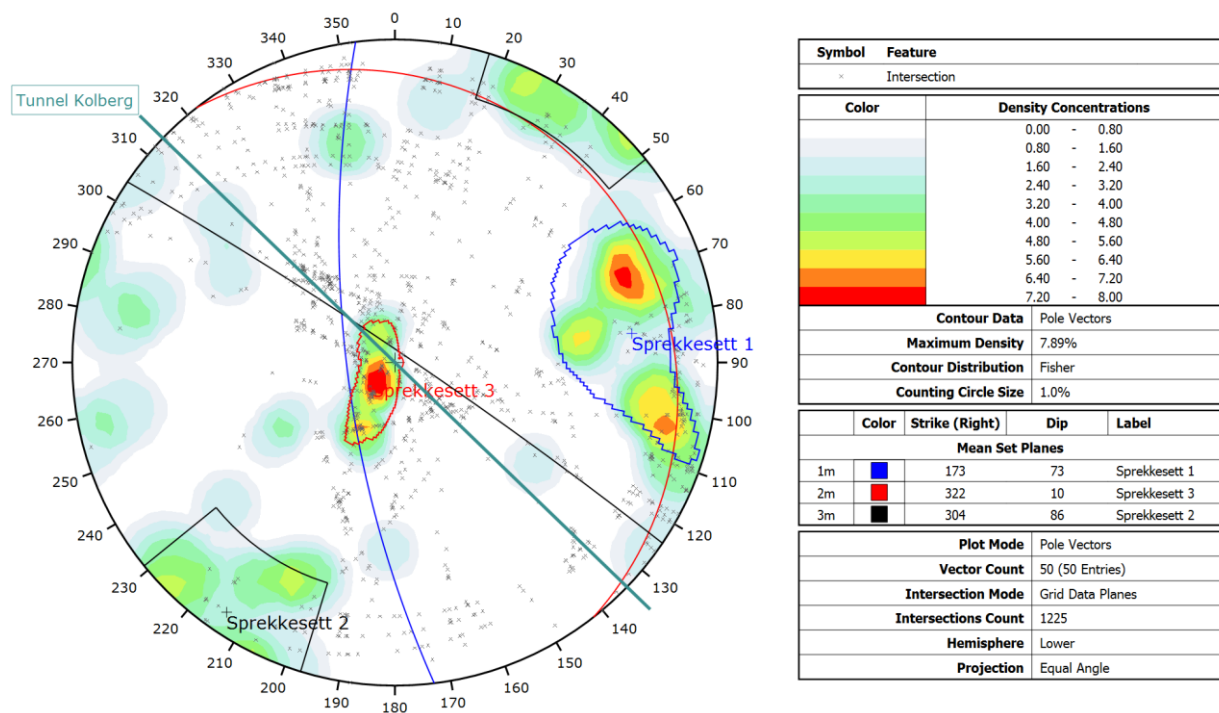 350 0 10
340 20
330 30
320 40
Tunnel Kolberg
310 50
300 60
290 70
280 80
Sprekkesett 1
270 90
Sprekkesett 3
260 100
250 110
240 120
230 130
220 140
Sprekkesett 2
210 150
200 160
190 180 170
Symbol Feature
Intersection
Color Density Concentrations
0.00 - 0.80
0.80 - 1.60
1.60 - 2.40
2.40 - 3.20
3.20 - 4.00
4.00 - 4.80
4.80 - 5.60
5.60 - 6.40
6.40 - 7.20
7.20 - 8.00
Contour Data Pole Vectors
Maximum Density 7.89%
Contour Distribution Fisher
Counting Circle Size 1.0%
Color Strike (Right) Dip Label
Mean Set Planes
1m 173 73 Sprekkesett 1
2m 322 10 Sprekkesett 3
3m 304 86 Sprekkesett 2
Plot Mode Pole Vectors
Vector Count 50 (50 Entries)
Intersection Mode Grid Data Planes
Intersections Count 1225
Hemisphere Lower
Projection Equal Angle